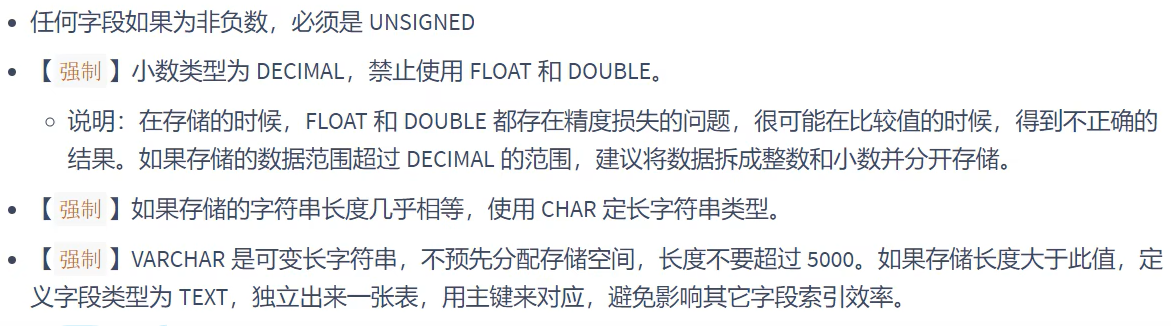 任何字段如果为非负数，必须是 UNSIGNED
【强制】小数类型为 DECIMAL，禁止使用 FLOAT 和 DOUBLE。
说明：在存储的时候，FLOAT 和 DOUBLE 都存在精度损失的问题，很可能在比较值的时候，得到不正确的
结果。如果存储的数据范围超过 DECIMAL 的范围，建议将数据拆成整数和小数并分开存储。
【强制】如果存储的字符串长度几乎相等，使用 CHAR 定长字符串类型。
【强制】VARCHAR 是可变长字符串，不预先分配存储空间，长度不要超过 5000。如果存储长度大于此值，定
义字段类型为 TEXT，独立出来一张表，用主键来对应，避免影响其它字段索引效率。